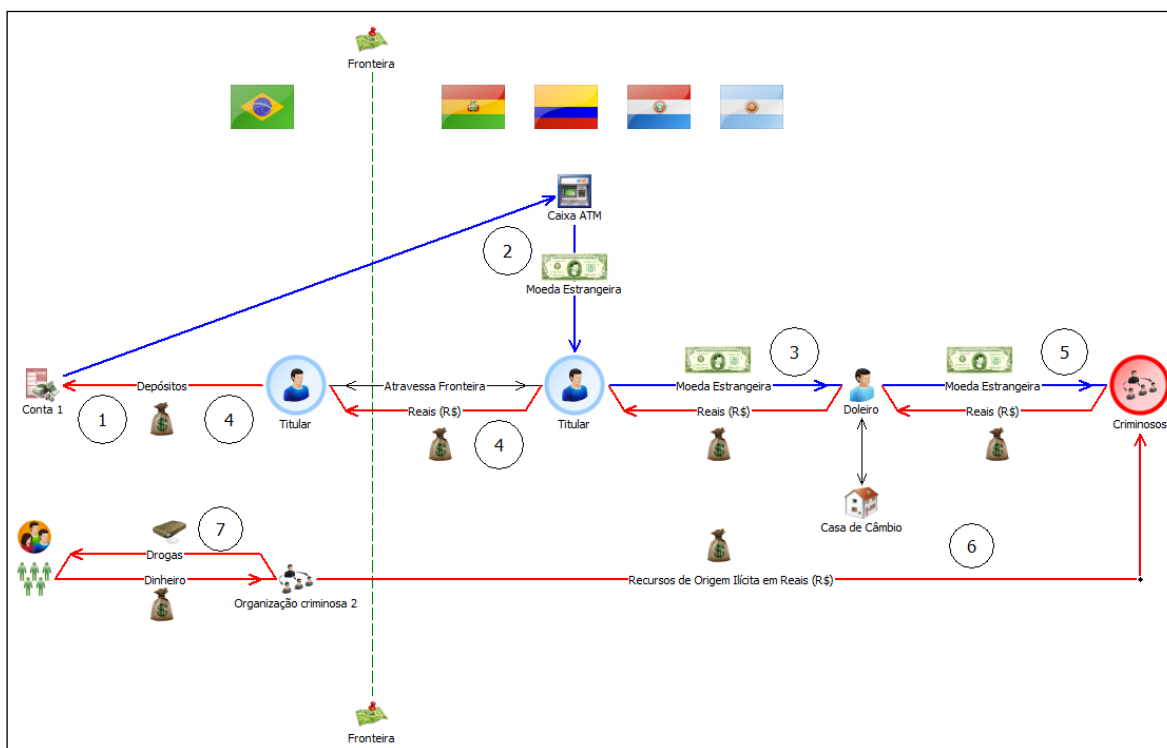 Fronteira
Caixa ATM
2
Moeda Estrangeira
3
5
Depósitos
Atravessa Fronteira
Moeda Estrangeira
Moeda Estrangeira
Conta 1
Reais (R$)
Reais (R$)
Doleiro
Reais (R$)
1
4
Titular
Titular
Criminosos
4
Casa de Câmbio
7
6
Drogas
Dinheiro
Recursos de Origem Ilícita em Reais (R$)
Organização criminosa 2
Fronteira